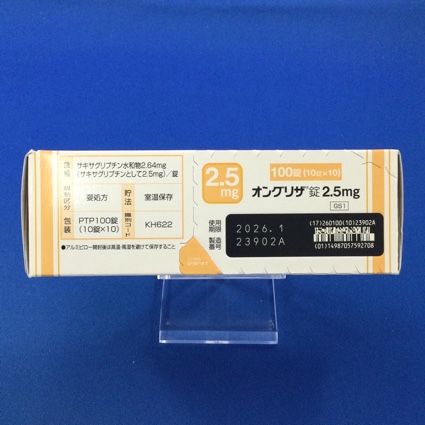 サキサグリプチン水和物2.64mg
(サキサグリプチンとして2.5mg)/錠
規制区分
要処方
貯法
室温保存
包装
PTP100錠
(10錠×10)
識別コード
KH622
●アルミピロー開封後は高温・高湿を避けて保存すること
2.5
mg
100錠(10錠×10)
オングリザ®錠2.5mg
GS1
使用
期限
2026.1
製造
番号
23902A
(17)260100(10)23902A
(01)14987057592708